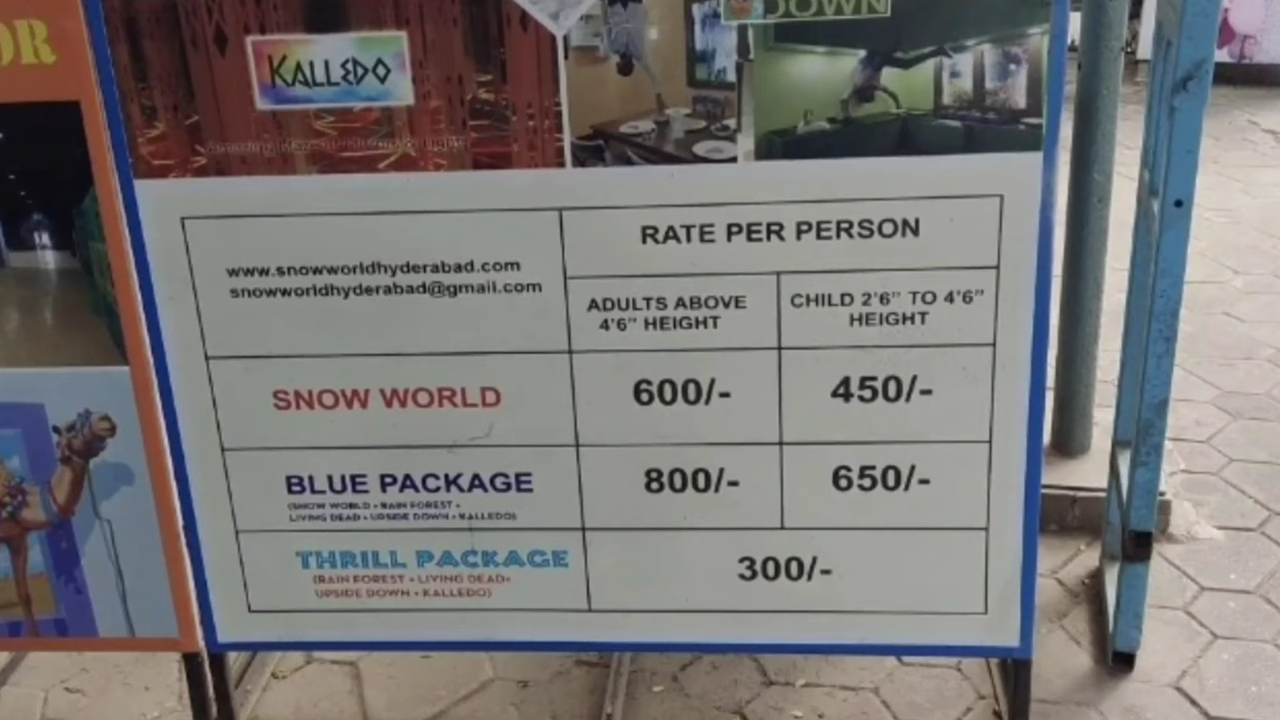 OR
DOWN
KALLEDO
www.snowworldhyderabad.com
snowworldhyderabad@gmail.com
RATE PER PERSON
ADULTS ABOVE
4'6" HEIGHT
CHILD 2'6" TO 4'6"
HEIGHT
SNOW WORLD
600/-
450/-
BLUE PACKAGE
(SNOW WORLD • RAIN FOREST •
LIVING DEAD • UPSIDE DOWN • KALLEDO)
800/-
650/-
THRILL PACKAGE
(RAIN FOREST • LIVING DEAD•
UPSIDE DOWN • KALLEDO)
300/-